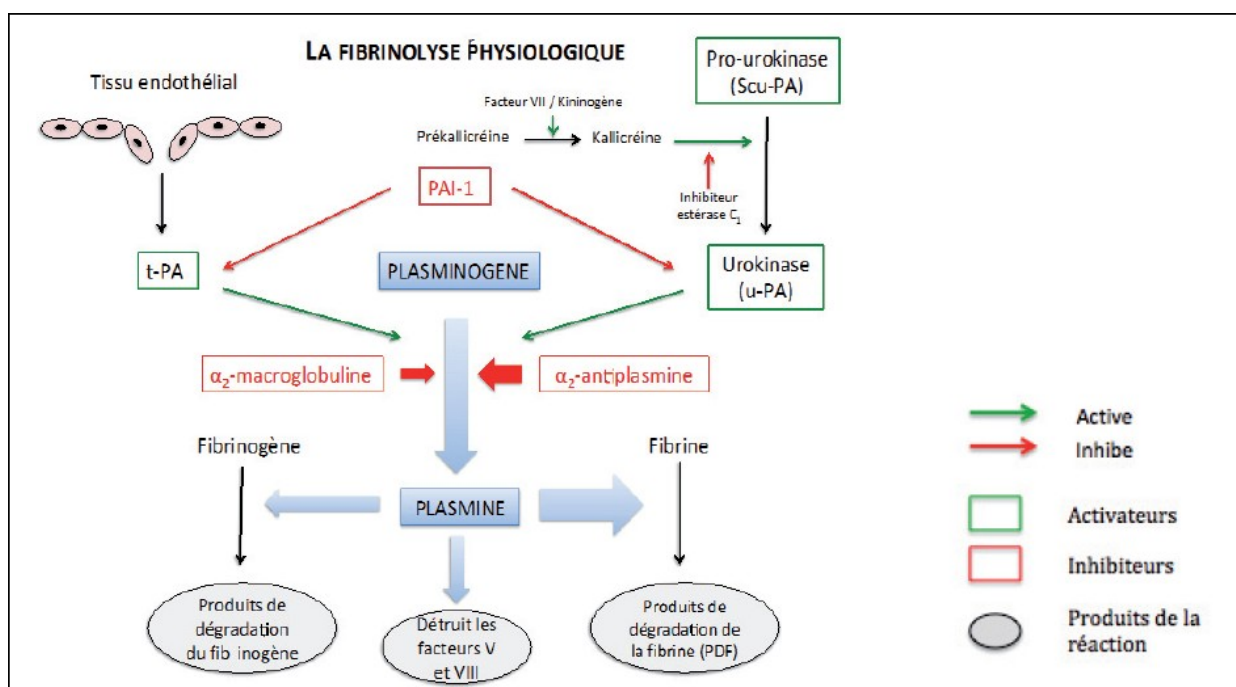 LA FIBRINOLYSE PHYSIOLOGIQUE
Tissu endothélial
Pro-urokinase
(Scu-PA)
Facteur VII / Kininogène
Prékallicréine
Kallicréine
PAI-1
Inhibiteur
estérase C1
t-PA
PLASMINOGENE
Urokinase
(u-PA)
α2-macroglobuline
α2-antiplasmine
Fibrinogène
Fibrine
PLASMINE
Produits de
dégradation
du fib inogène
Détruit les
facteurs V
et VIII
Produits de
dégradation de
la fibrine (PDF)
Active
Inhibe
Activateurs
Inhibiteurs
Produits de la
réaction